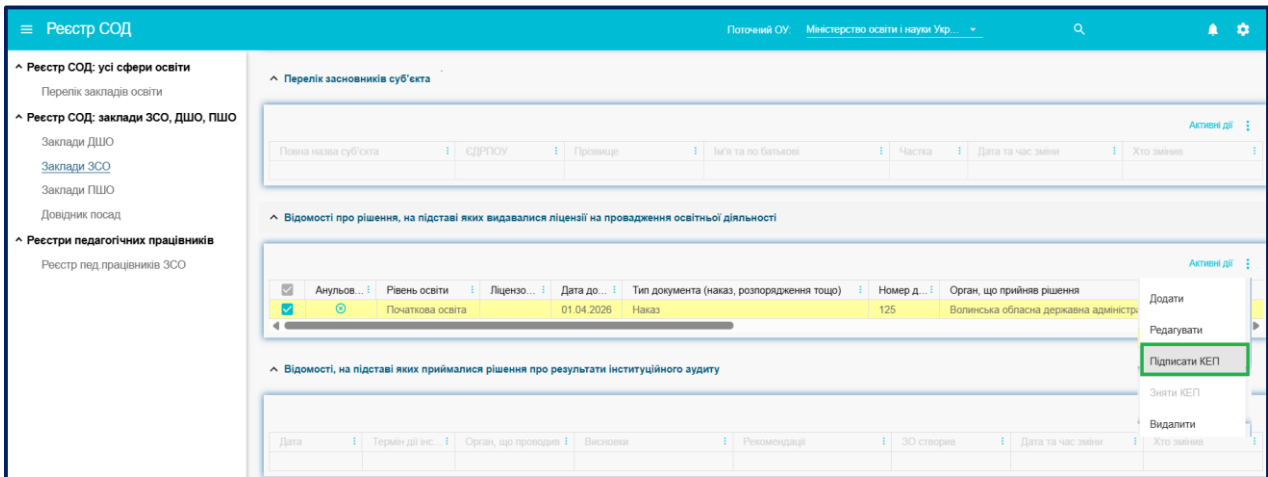 Реєстр СОД
Поточний ОУ: Міністерство освіти і науки Укр...
Реєстр СОД: усі сфери освіти
Перелік закладів освіти
Реєстр СОД: заклади ЗСО, ДШО, ПШО
Заклади ДШО
Заклади ЗСО
Заклади ПШО
Довідник посад
Реєстри педагогічних працівників
Реєстр пед.працівників ЗСО
Перелік засновників суб'єкта
Активні дії
Повна назва суб'єкта ЄДРПОУ Прізвище Ім'я та по батькові Частка Дата та час зміни Хто змінив
Відомості про рішення, на підставі яких видавалися ліцензії на провадження освітньої діяльності
Активні дії
Анульов... Рівень освіти Ліцензо... Дата до... Тип документа (наказ, розпорядження тощо) Номер д... Орган, що прийняв рішення
Початкова освіта 01.04.2026 Наказ 125 Волинська обласна державна адміністра
Додати
Редагувати
Підписати КЕП
Зняти КЕП
Видалити
Відомості, на підставі яких приймалися рішення про результати інституційного аудиту
Дата Термін дії інс... Орган, що проводив Висновки Рекомендації ЗО створив Дата та час зміни Хто змінив